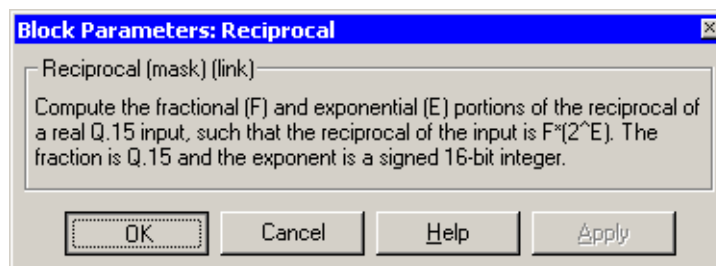 Block Parameters: Reciprocal
Reciprocal (mask) (link)
Compute the fractional (F) and exponential (E) portions of the reciprocal of
a real Q.15 input, such that the reciprocal of the input is F*(2^E). The
fraction is Q.15 and the exponent is a signed 16-bit integer.
OK Cancel Help Apply